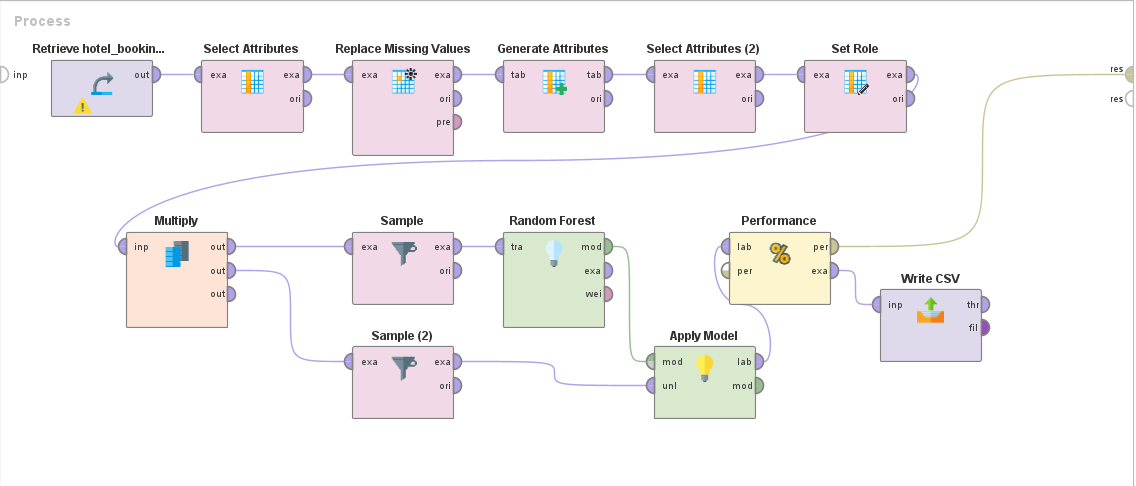 Process
Retrieve hotel_bookin...
Select Attributes
Replace Missing Values
Generate Attributes
Select Attributes (2)
Set Role
inp
out
exa
exa
ori
exa
exa
ori
pre
tab
tab
ori
exa
exa
ori
exa
exa
ori
res
res
Multiply
Sample
Random Forest
Performance
inp
out
out
out
exa
exa
ori
tra
mod
exa
wei
lab
per
per
exa
Write CSV
inp
thr
fil
Sample (2)
Apply Model
exa
exa
ori
mod
lab
unl
mod